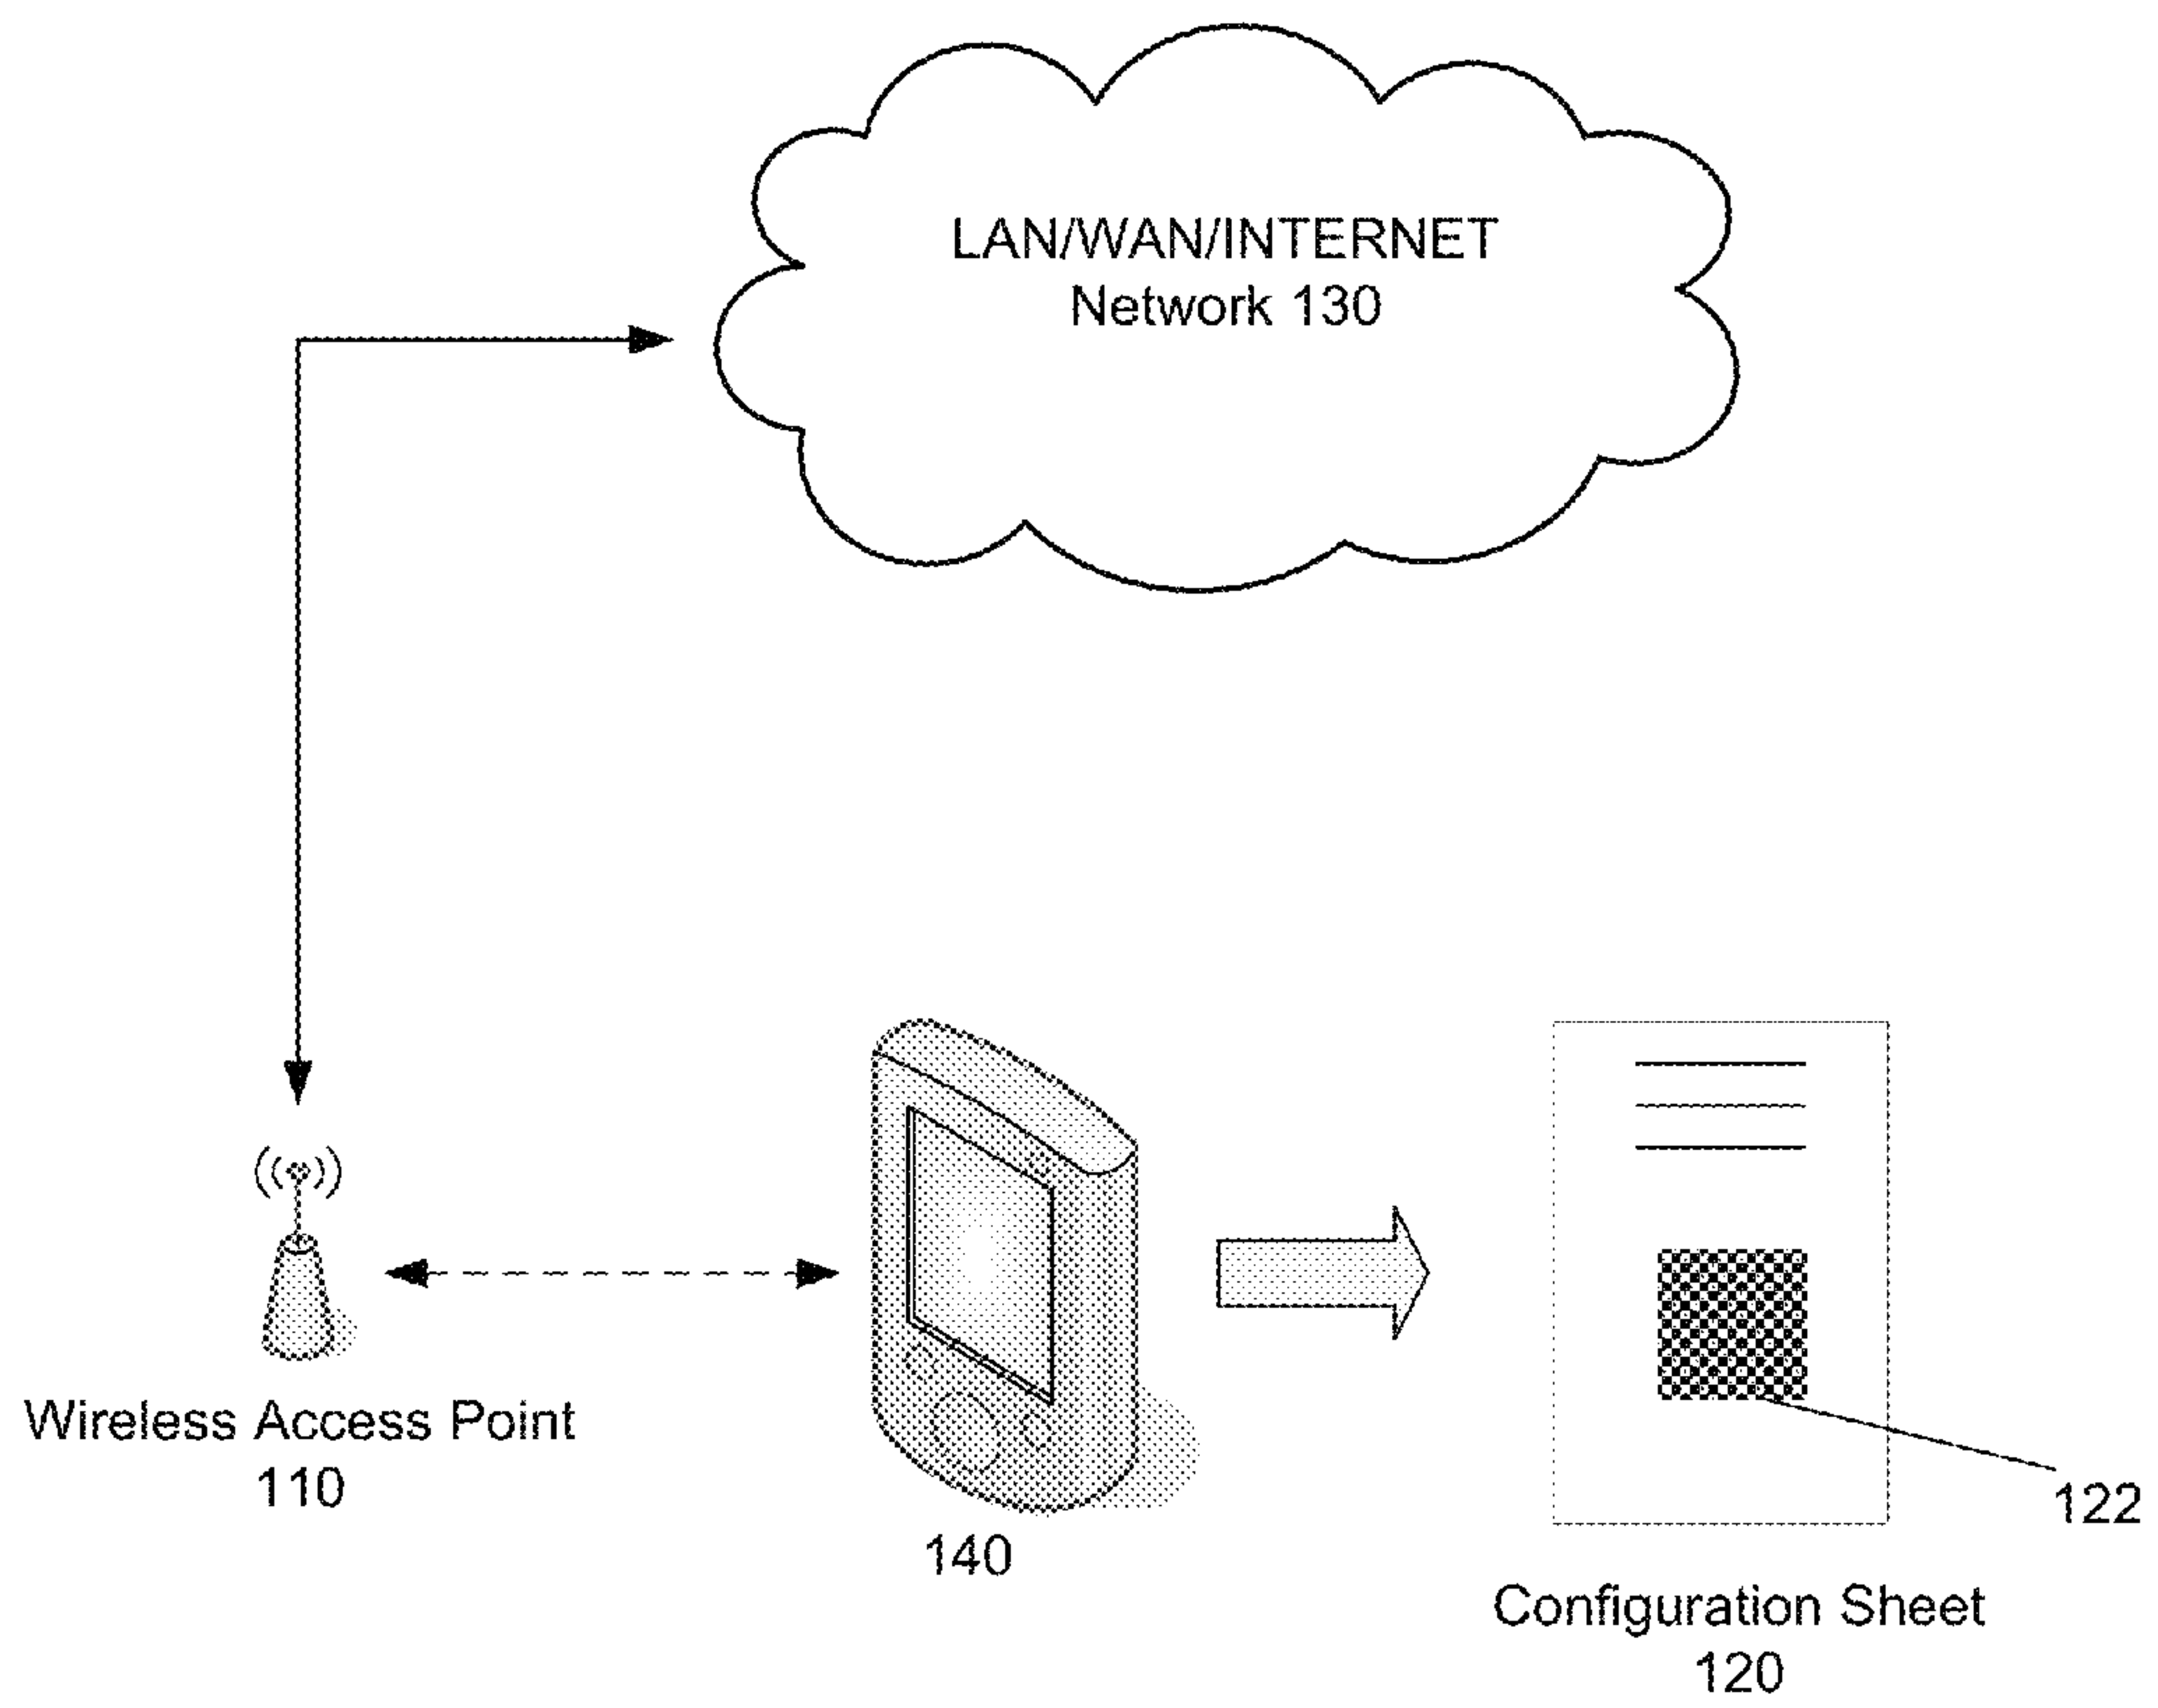 LAN/WAN/INTERNET
Network 130
Wireless Access Point
110
140
122
Configuration Sheet
120